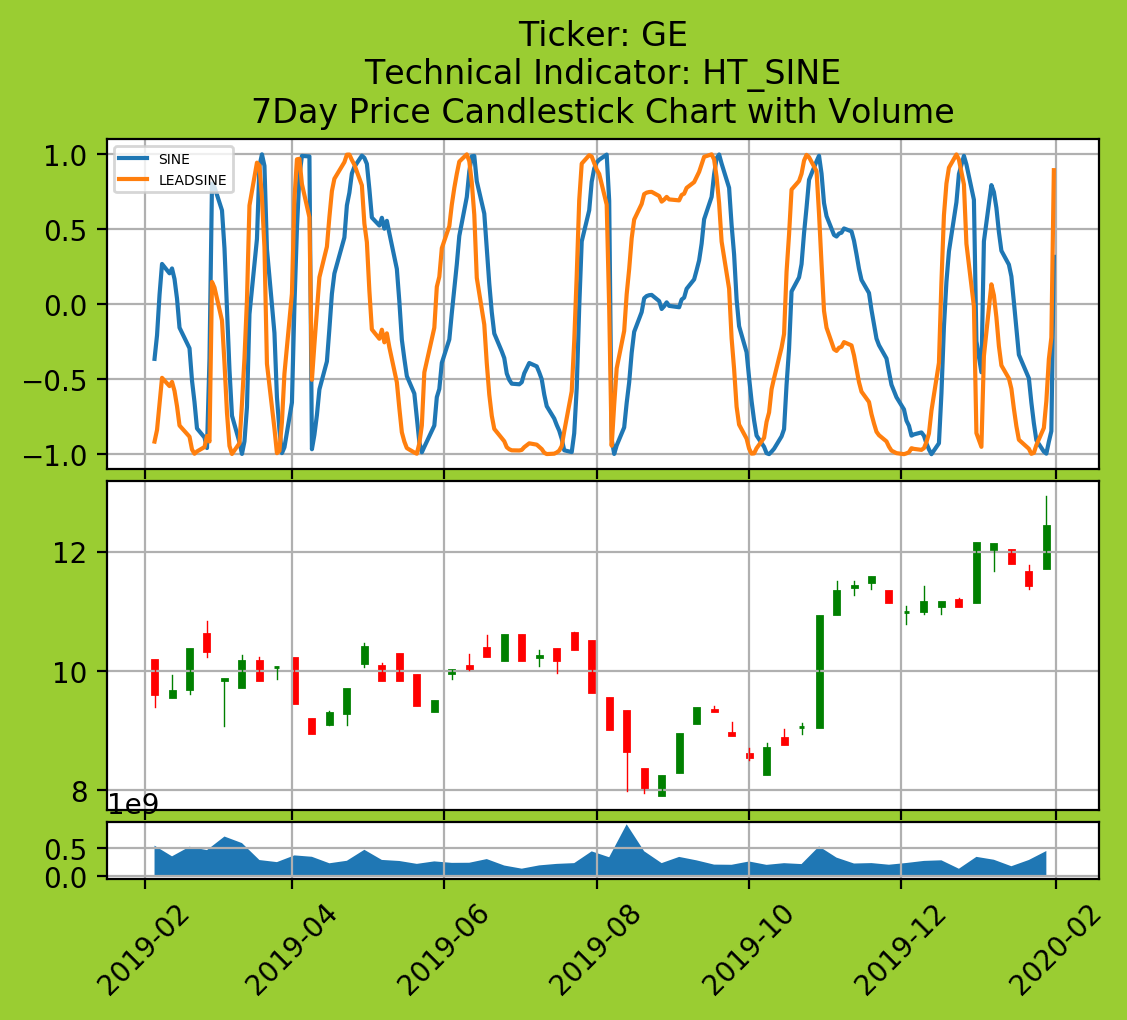 Ticker: GE
Technical Indicator: HT_SINE
7Day Price Candlestick Chart with Volume
SINE
LEADSINE
1.0
0.5
0.0
−0.5
−1.0
12
10
8
1e9
0.5
0.0
2019-02
2019-04
2019-06
2019-08
2019-10
2019-12
2020-02